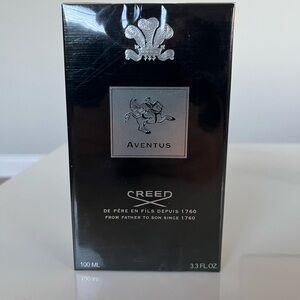 AVENTUS
CREED
DE PÈRE EN FILS DEPUIS 1760
FROM FATHER TO SON SINCE 1760
100 ML 3.3 FL.OZ